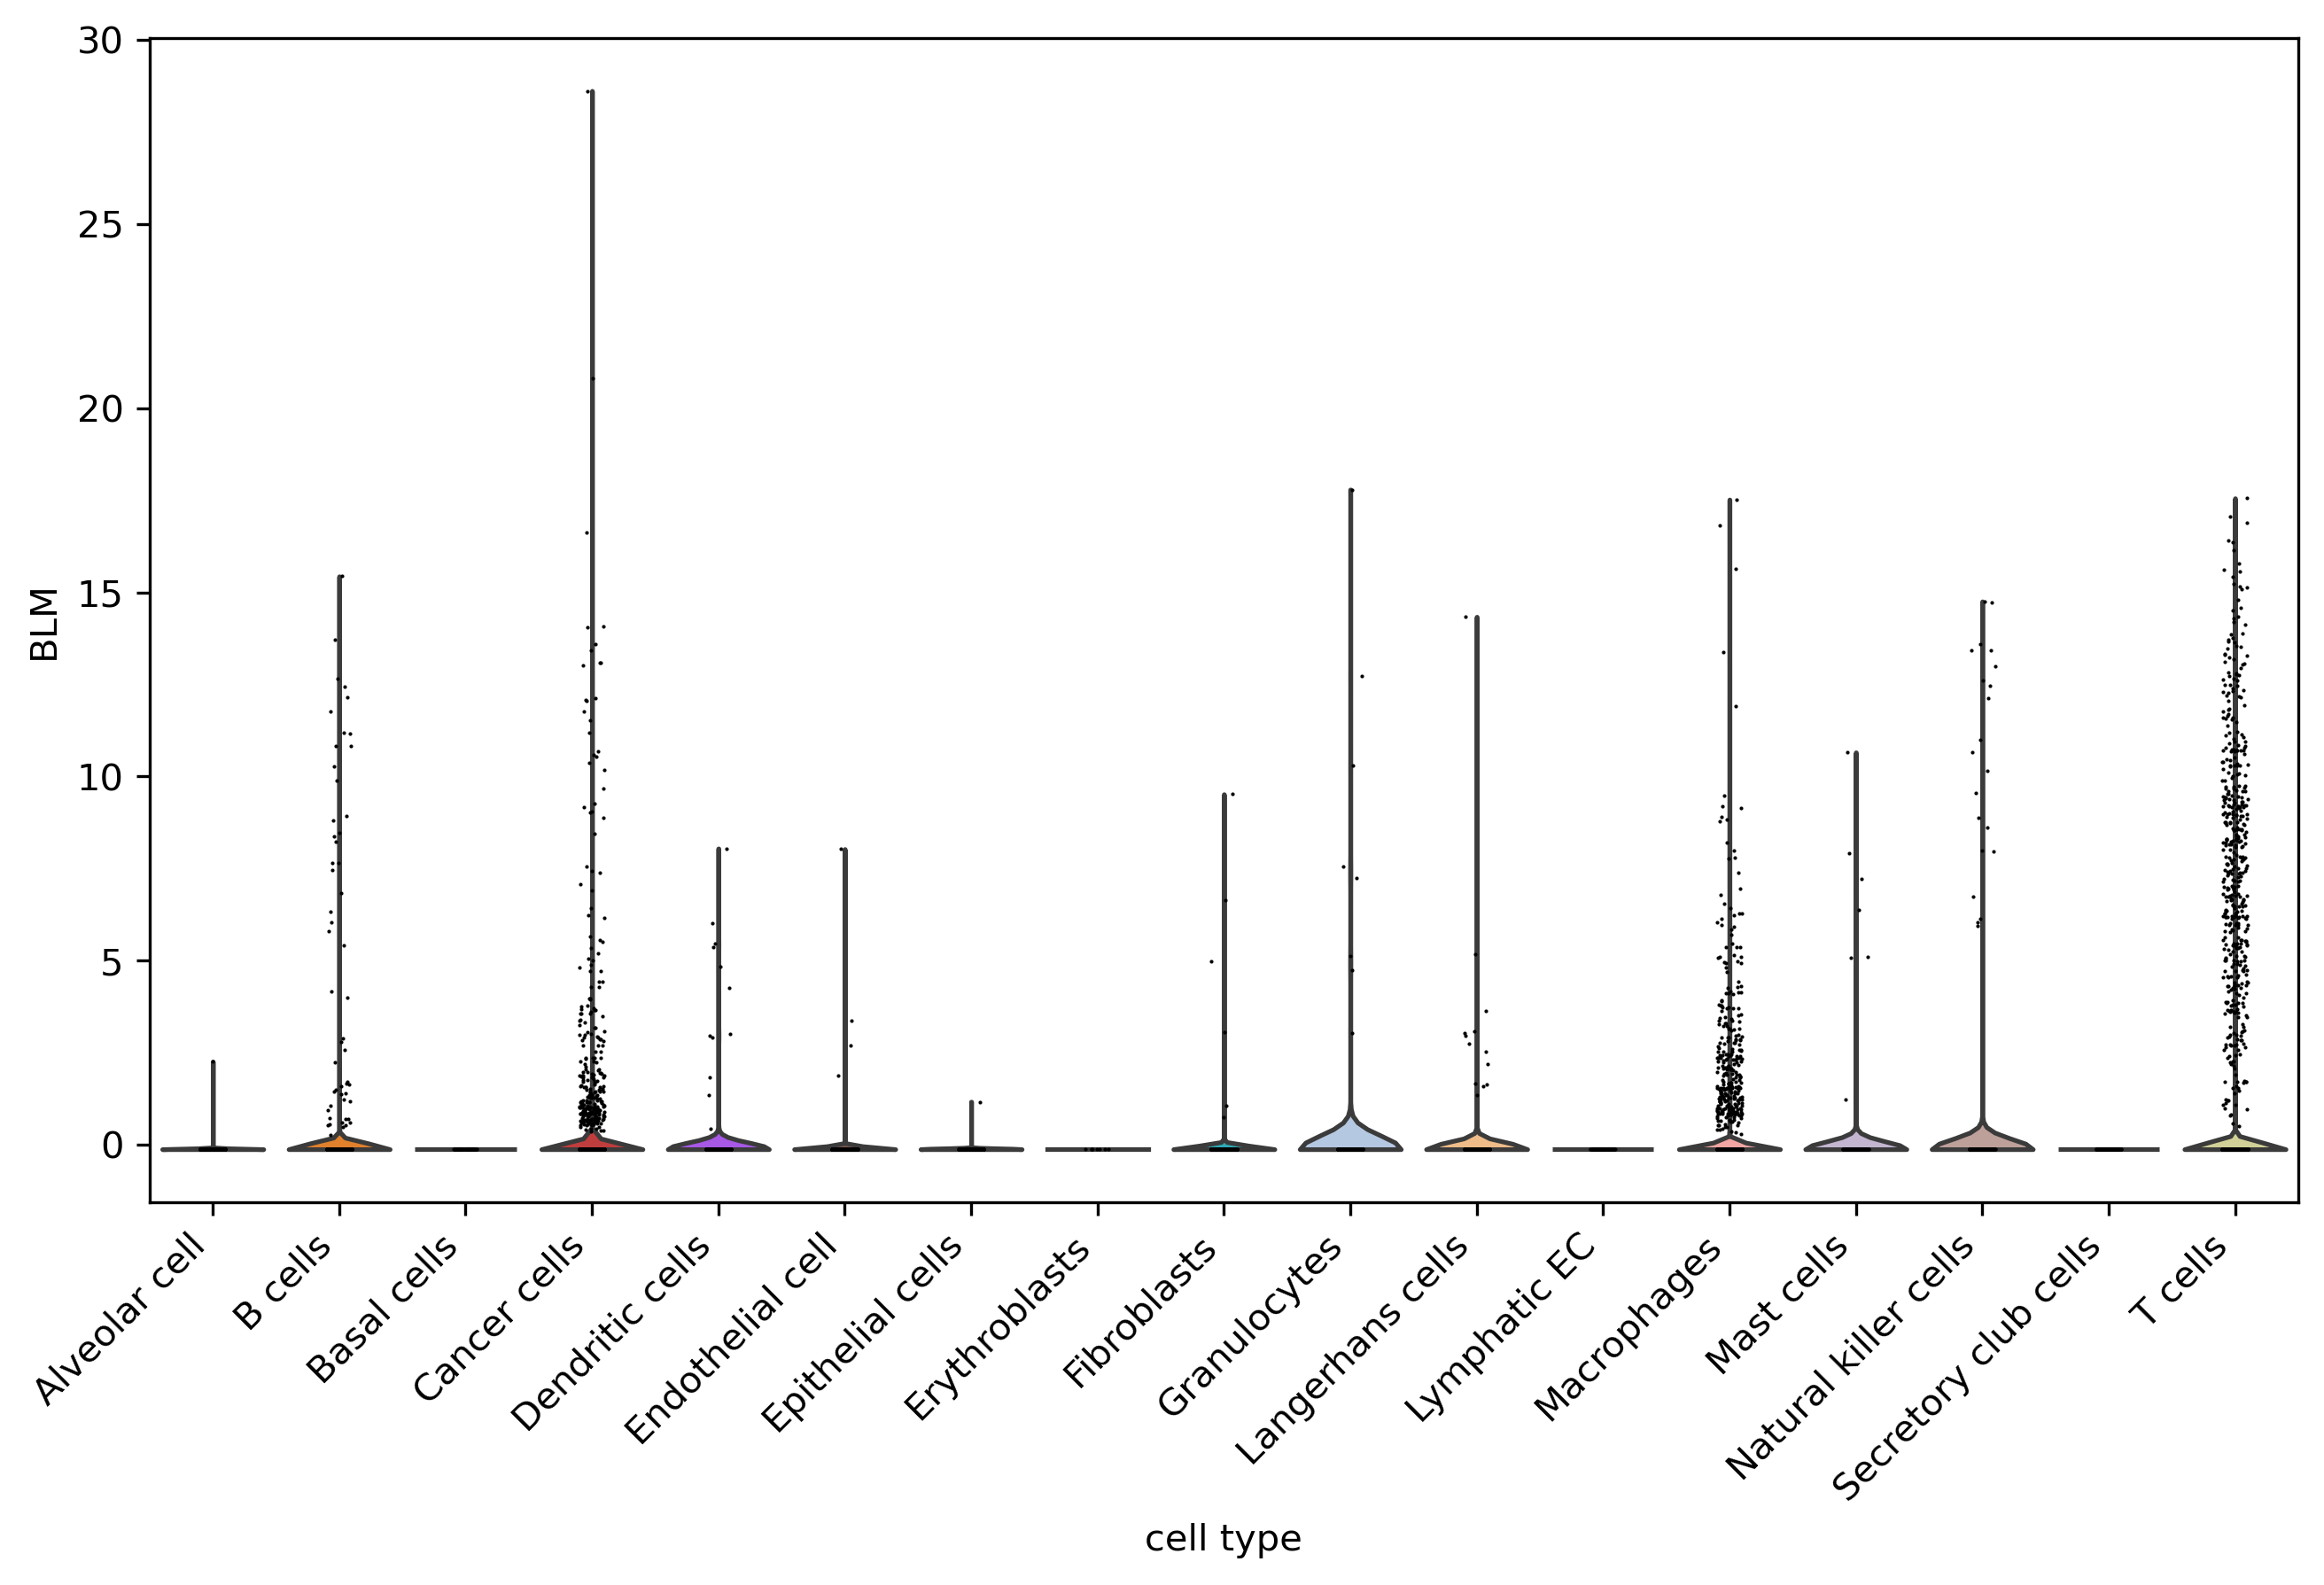 30
25
20
15
10
5
0
BLM
Alveolar cell
B cells
Basal cells
Cancer cells
Dendritic cells
Endothelial cell
Epithelial cells
Erythroblasts
Fibroblasts
Granulocytes
Langerhans cells
Lymphatic EC
Macrophages
Mast cells
Natural killer cells
Secretory club cells
T cells
cell type